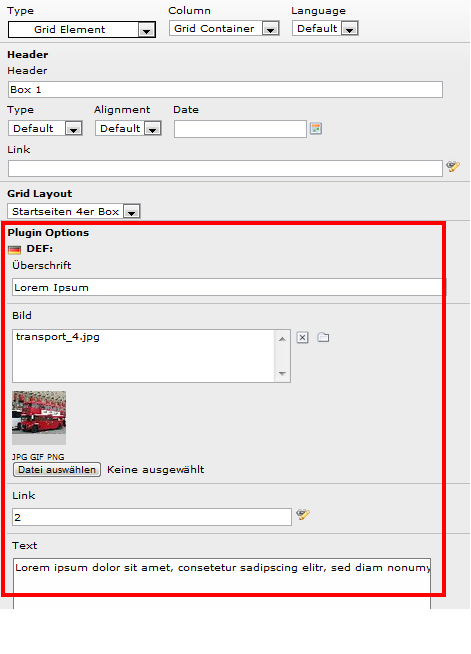 Type Column Language
Grid Element Grid Container Default
Header
Header
Box 1
Type Alignment Date
Default Default
Link
Grid Layout
Startseiten 4er Box
Plugin Options
DEF:
Überschrift
Lorem Ipsum
Bild
transport_4.jpg
JPG GIF PNG
Datei auswählen Keine ausgewählt
Link
2
Text
Lorem ipsum dolor sit amet, consetetur sadipscing elitr, sed diam nonumy